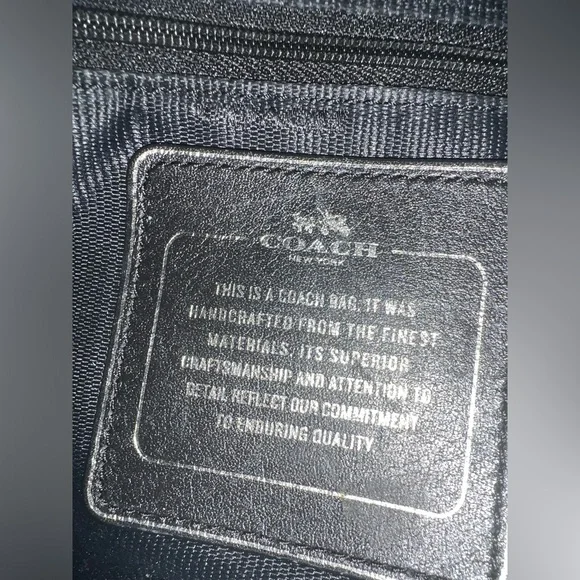 COACH
NEW YORK
THIS IS A COACH BAG. IT WAS
HANDCRAFTED FROM THE FINEST
MATERIALS. ITS SUPERIOR
CRAFTSMANSHIP AND ATTENTION TO
DETAIL REFLECT OUR COMMITMENT
TO ENDURING QUALITY.